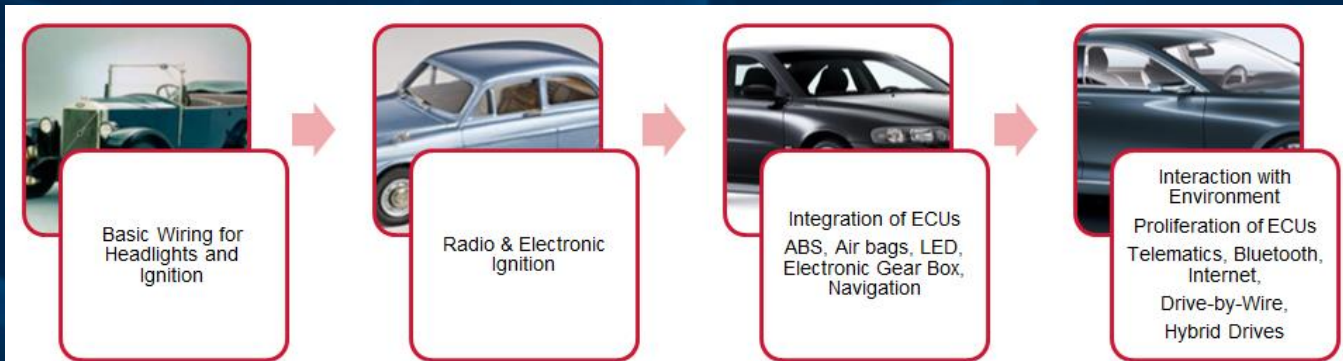 Basic Wiring for
Headlights and
Ignition
Radio & Electronic
Ignition
Integration of ECUs
ABS, Air bags, LED,
Electronic Gear Box,
Navigation
Interaction with
Environment
Proliferation of ECUs
Telematics, Bluetooth,
Internet,
Drive-by-Wire,
Hybrid Drives